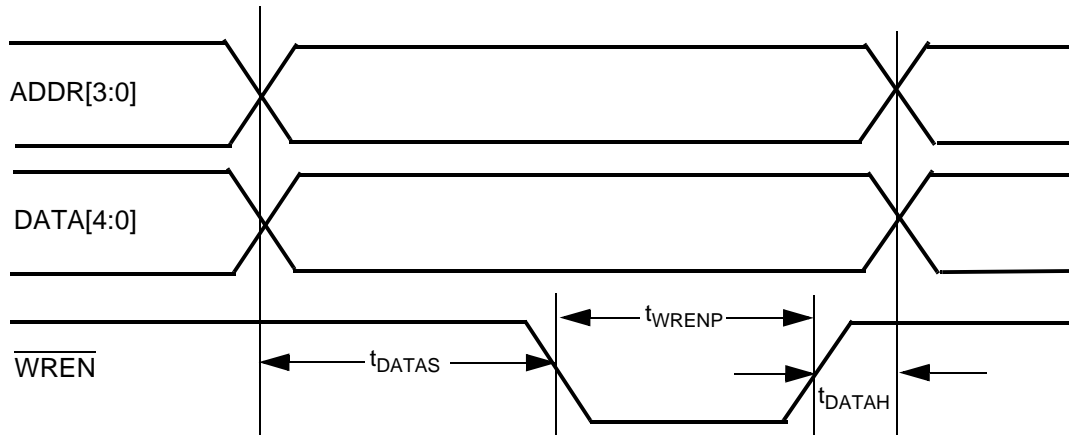 ADDR[3:0]
DATA[4:0]
tWRENP
WREN
tDATAS
tDATAH